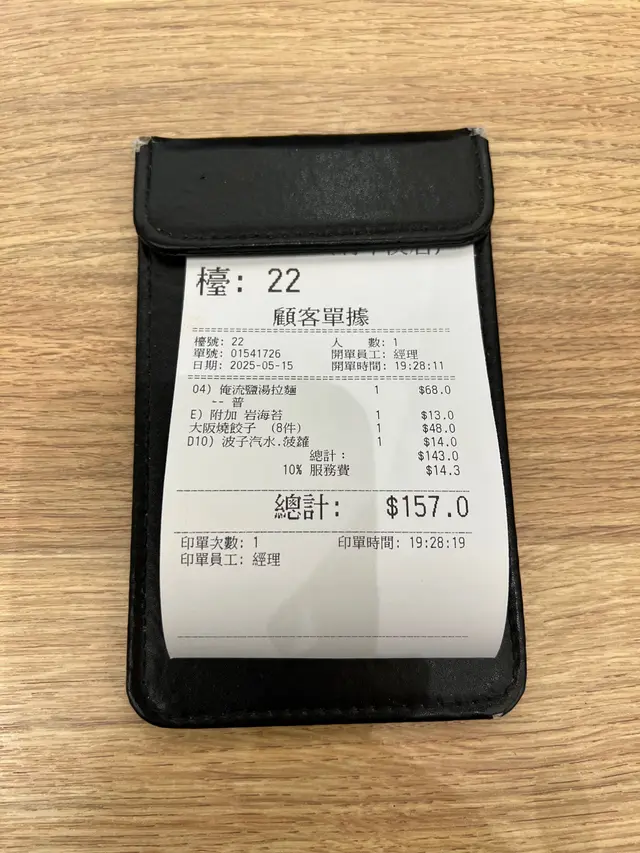 檯: 22
顧客單據
檯號: 22 人 數: 1
單號: 01541726 開單員工: 經理
日期: 2025-05-15 開單時間: 19:28:11
04) 俺流鹽湯拉麵 1 $68.0
-- 普
E) 附加 岩海苔 1 $13.0
大阪燒餃子 (8件) 1 $48.0
D10) 波子汽水.菠蘿 1 $14.0
總計: $143.0
10% 服務費 $14.3
總計: $157.0
印單次數: 1 印單時間: 19:28:19
印單員工: 經理